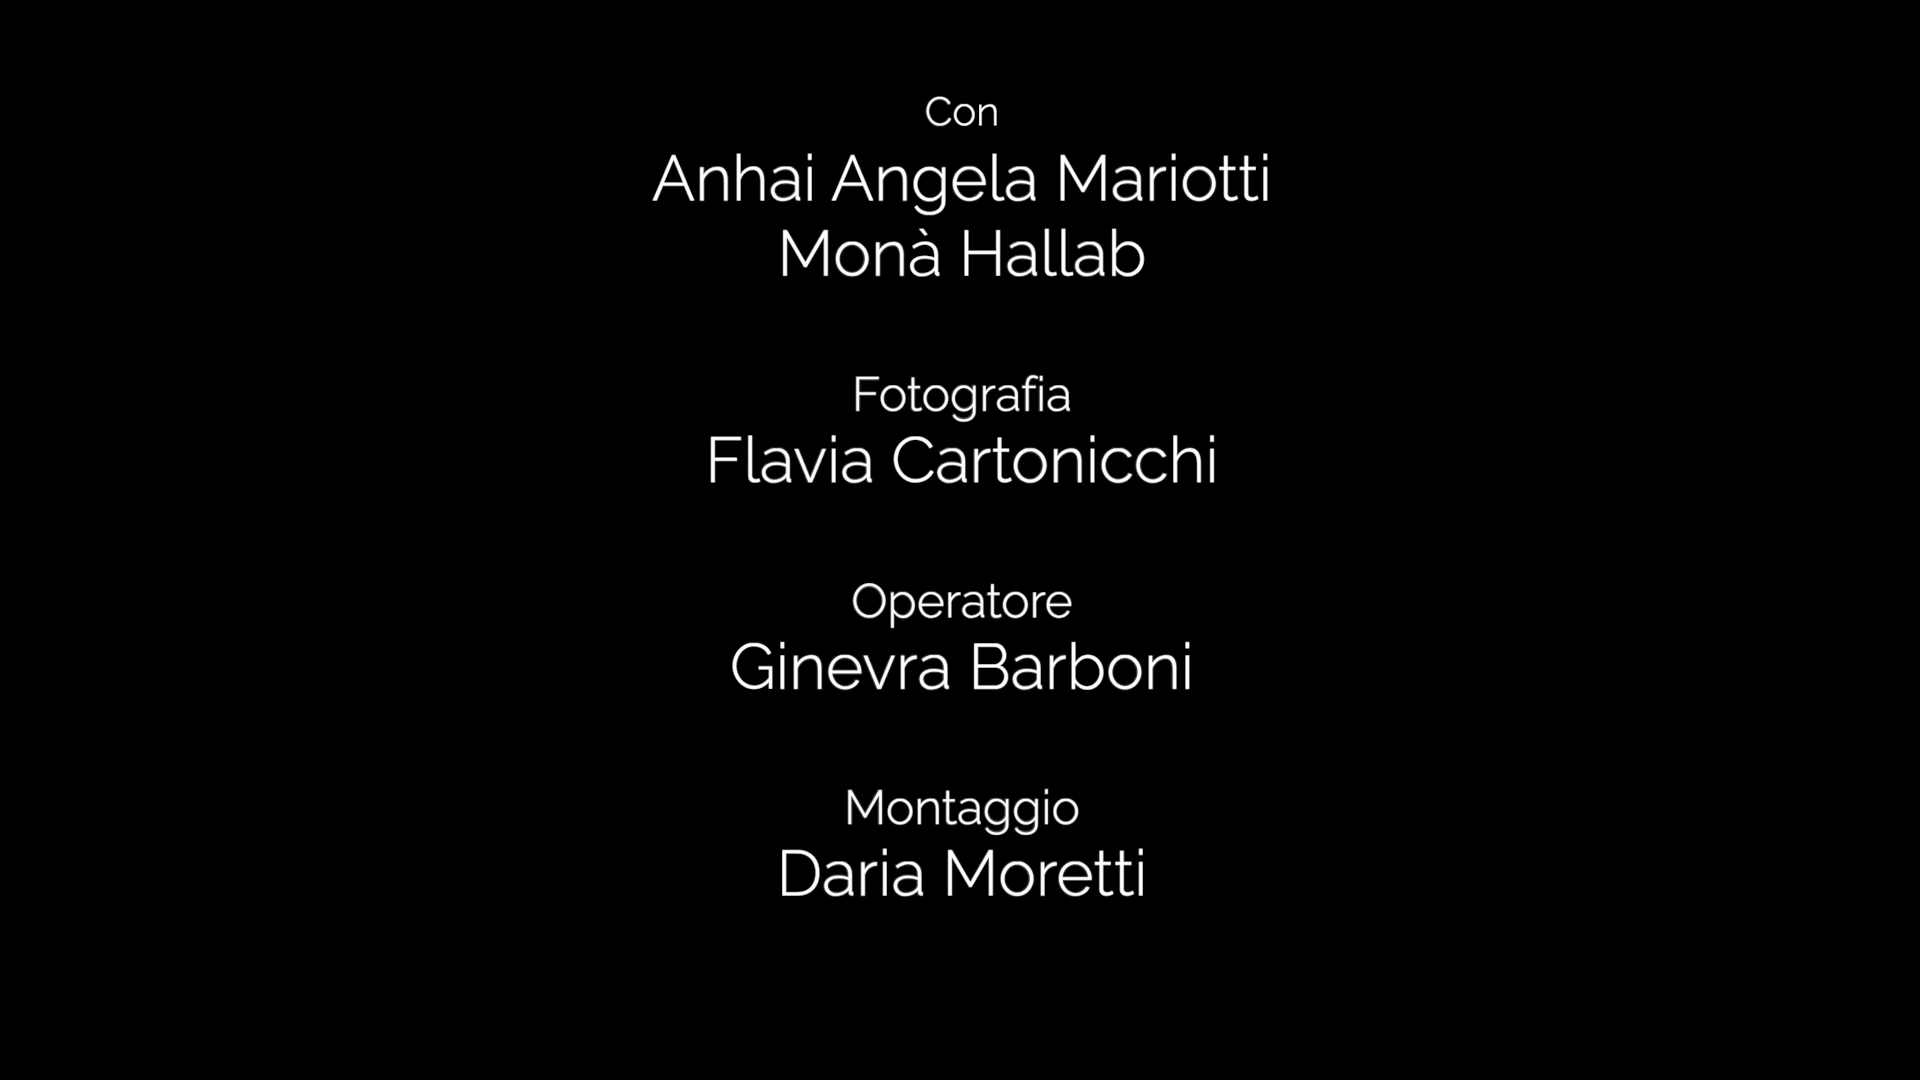 Con
Anhai Angela Mariotti
Monà Hallab
Fotografia
Flavia Cartonicchi
Operatore
Ginevra Barboni
Montaggio
Daria Moretti